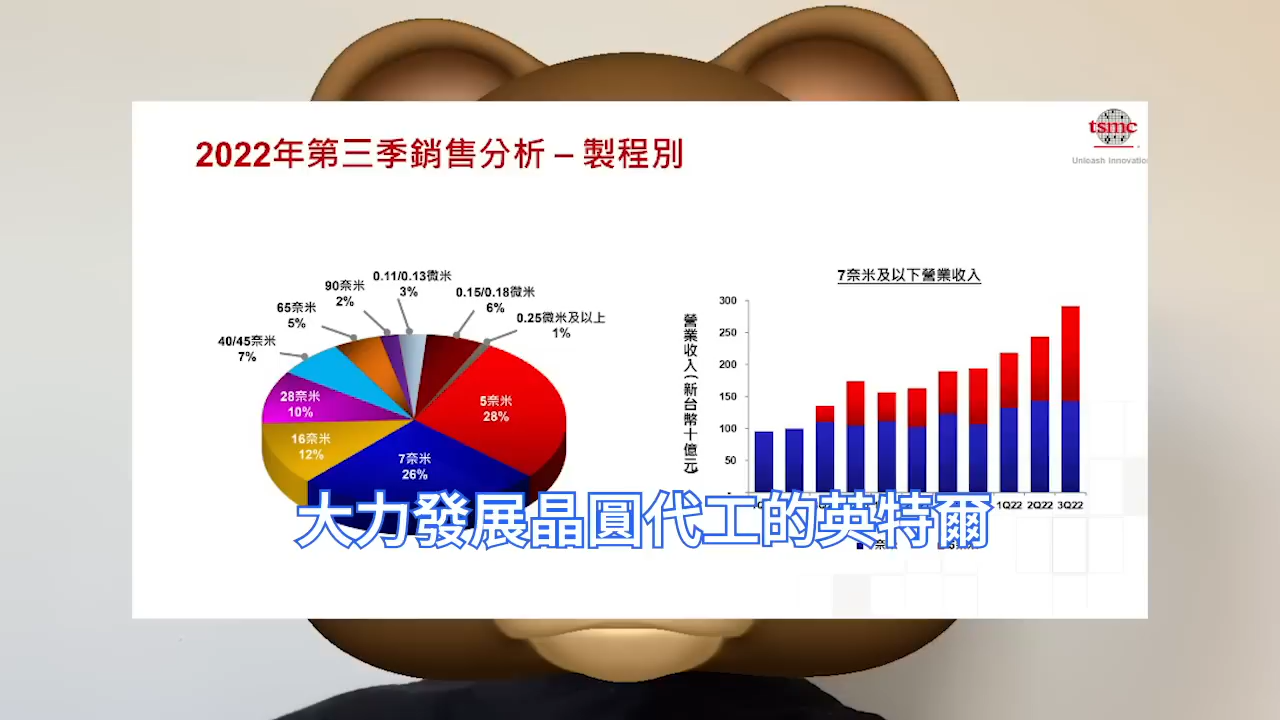 2022年第三季銷售分析 – 製程別
tsmc
Unleash Innovation
0.11/0.13微米
3%
90奈米
2%
0.15/0.18微米
6%
65奈米
5%
0.25微米及以上
1%
40/45奈米
7%
28奈米
10%
5奈米
28%
16奈米
12%
7奈米
26%
7奈米及以下營業收入
營業收入(新台幣十億元)
300
250
200
150
100
50
-
1Q22 2Q22 3Q22
大力發展晶圓代工的英特爾